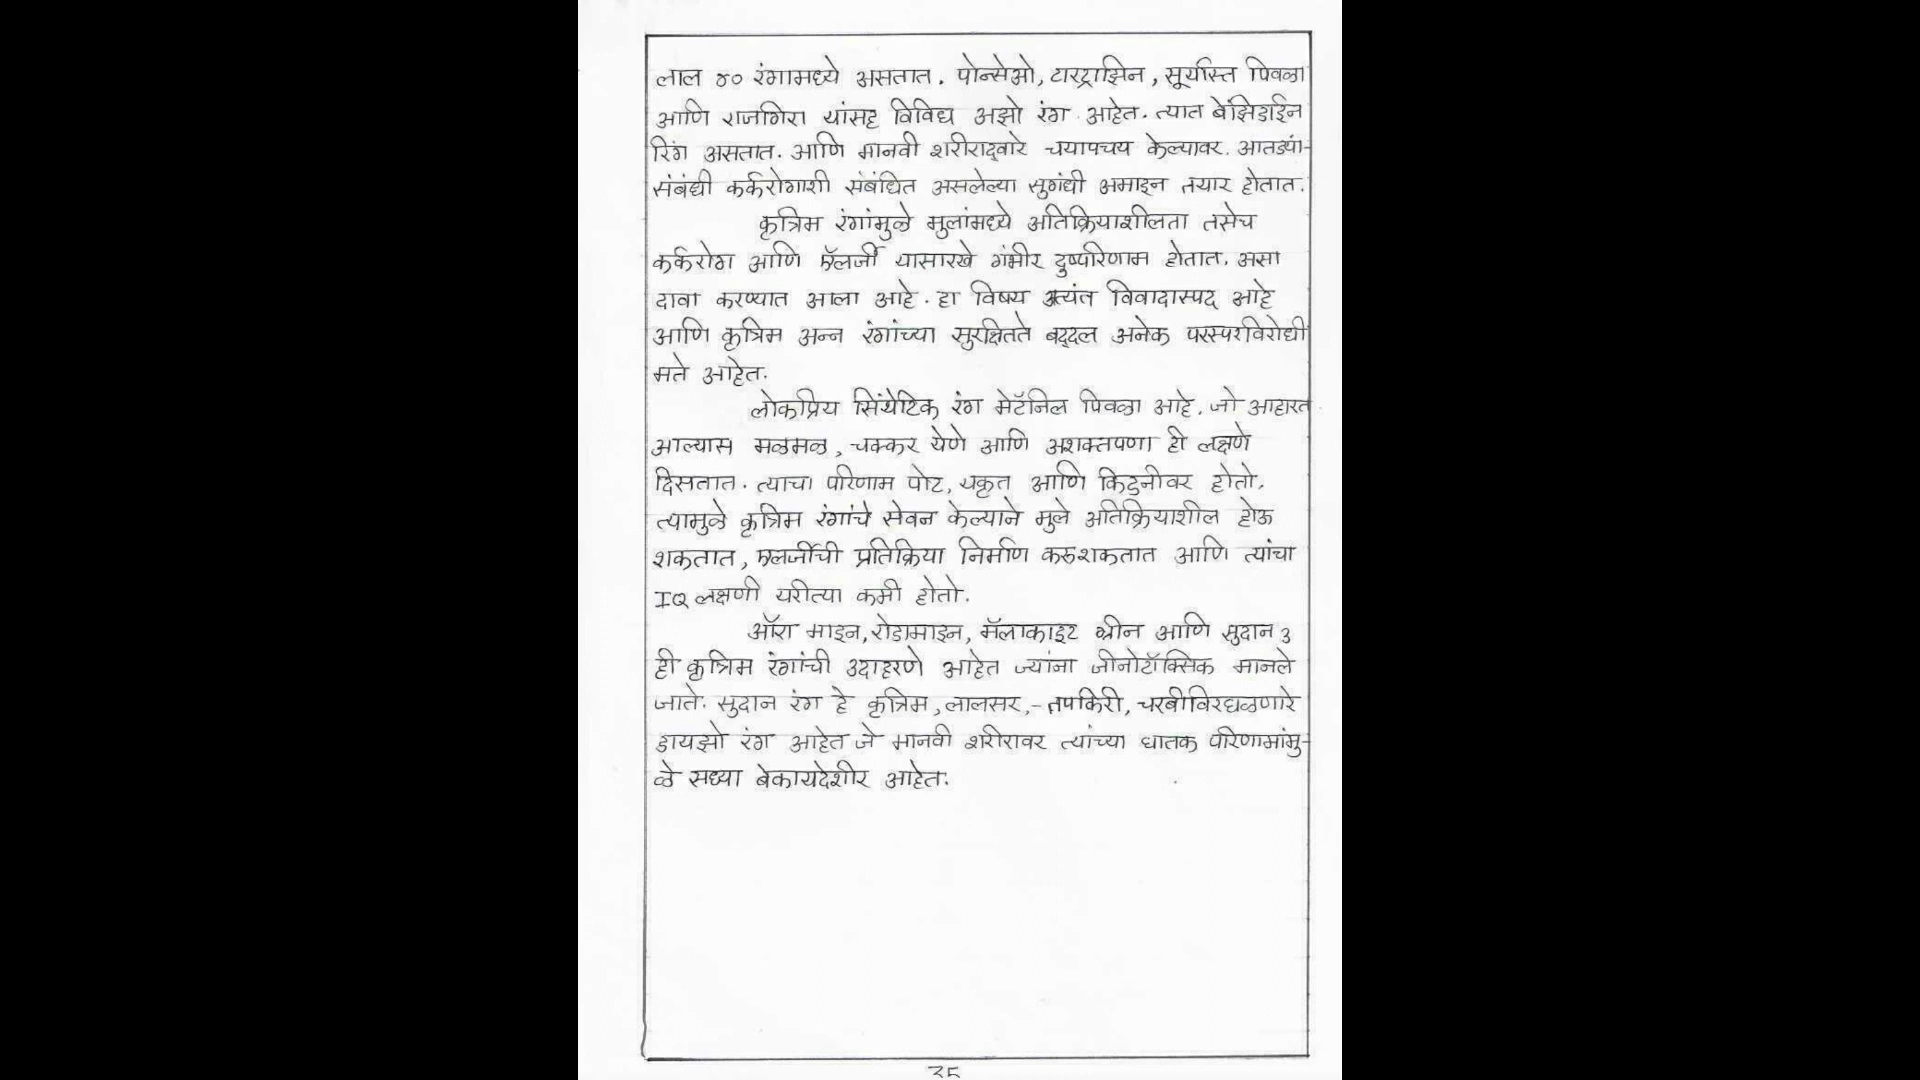 लाल ४० रंगामध्ये असतात. पोन्सेओ, टारट्राझिन, सूर्यास्त पिवळा
आणि राजगिरा यांसह विविध अझो रंग आहेत. त्यात बेंझिडाईन
रिंग असतात. आणि मानवी शरीराद्वारे चयापचय केल्यावर. आतड्यां-
संबंधी कर्करोगाशी संबंधित असलेल्या सुगंधी अमाइन तयार होतात.
कृत्रिम रंगांमुळे मुलांमध्ये अतिक्रियाशीलता तसेच
कर्करोग आणि ॲलर्जी यासारखे गंभीर दुष्परिणाम होतात. असा
दावा करण्यात आला आहे. हा विषय अत्यंत विवादास्पद आहे
आणि कृत्रिम अन्न रंगांच्या सुरक्षितते बद्दल अनेक परस्परविरोधी
मते आहेत.
लोकप्रिय सिंथेटिक रंग मेटॅनिल पिवळा आहे. जो आहारात
आल्यास मळमळ, चक्कर येणे आणि अशक्तपणा ही लक्षणे
दिसतात. त्याचा परिणाम पोट, यकृत आणि किडनीवर होतो.
त्यामुळे कृत्रिम रंगांचे सेवन केल्याने मुले अतिक्रियाशील होऊ
शकतात, एलर्जीची प्रतिक्रिया निर्माण करूशकतात आणि त्यांचा
IQ लक्षणी यरीत्या कमी होतो.
ऑरा माइन, रोडामाइन, मॅलाकाइट ग्रीन आणि सुदान 3
ही कृत्रिम रंगांची उदाहरणे आहेत ज्यांना जीनोटॉक्सिक मानले
जाते. सुदान रंग हे कृत्रिम, लालसर, - तपकिरी, चरबीविरघळणारे
डायझो रंग आहेत जे मानवी शरीरावर त्यांच्या घातक परिणामांमु-
ळे सध्या बेकायदेशीर आहेत.
35